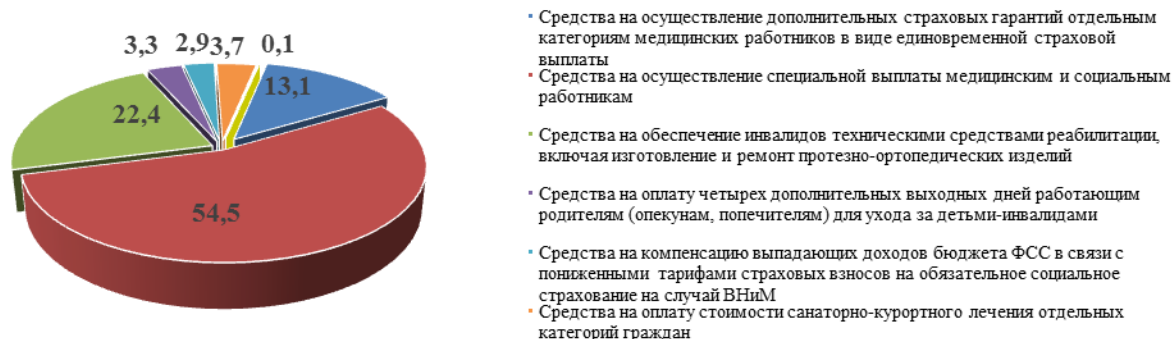 3,3
2,9
3,7
0,1
13,1
22,4
54,5
Средства на осуществление дополнительных страховых гарантий отдельным
категориям медицинских работников в виде единовременной страховой
выплаты
Средства на осуществление специальной выплаты медицинским и социальным
работникам
Средства на обеспечение инвалидов техническими средствами реабилитации,
включая изготовление и ремонт протезно-ортопедических изделий
Средства на оплату четырех дополнительных выходных дней работающим
родителям (опекунам, попечителям) для ухода за детьми-инвалидами
Средства на компенсацию выпадающих доходов бюджета ФСС в связи с
пониженными тарифами страховых взносов на обязательное социальное
страхование на случай ВНиМ
Средства на оплату стоимости санаторно-курортного лечения отдельных
категорий граждан